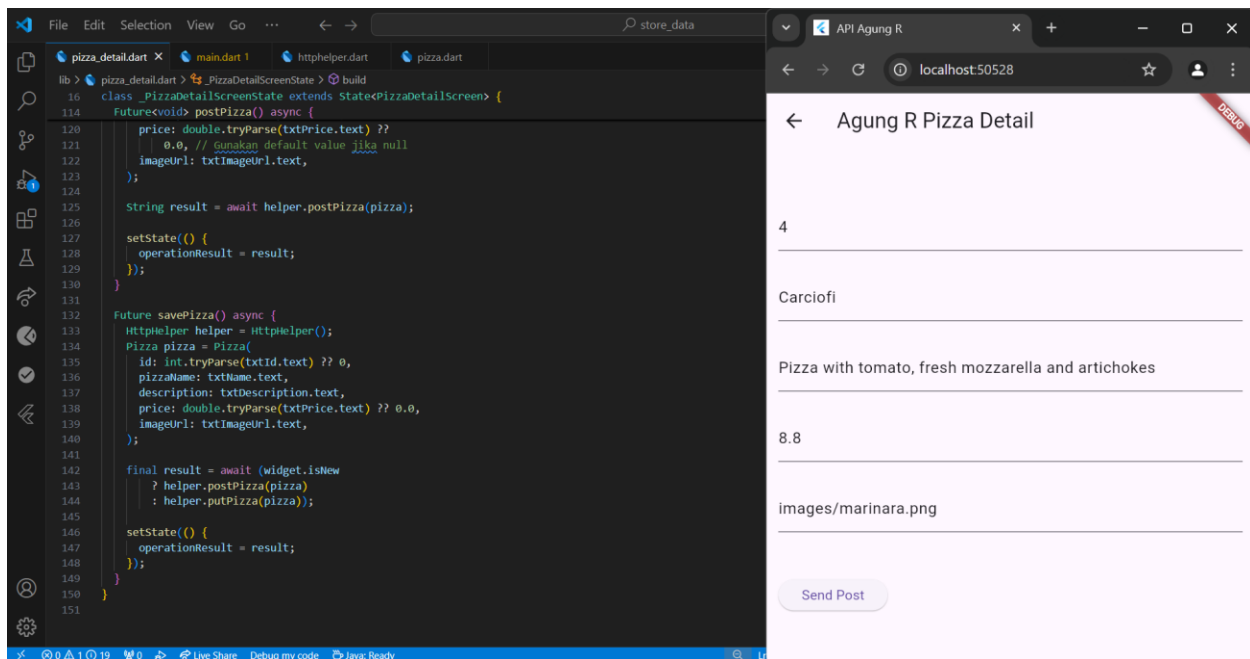 File Edit Selection View Go ··· store_data
pizza_detail.dart main.dart 1 httphelper.dart pizza.dart
lib > pizza_detail.dart > _PizzaDetailScreenState > build
16 class _PizzaDetailScreenState extends State<PizzaDetailScreen> {
114 Future<void> postPizza() async {
120 price: double.tryParse(txtPrice.text) ??
121 0.0, // Gunakan default value jika null
122 imageUrl: txtImageUrl.text,
123 );
124
125 String result = await helper.postPizza(pizza);
126
127 setState(() {
128 operationResult = result;
129 });
130 }
131
132 Future savePizza() async {
133 HttpHelper helper = HttpHelper();
134 Pizza pizza = Pizza(
135 id: int.tryParse(txtId.text) ?? 0,
136 pizzaName: txtName.text,
137 description: txtDescription.text,
138 price: double.tryParse(txtPrice.text) ?? 0.0,
139 imageUrl: txtImageUrl.text,
140 );
141
142 final result = await (widget.isNew
143 ? helper.postPizza(pizza)
144 : helper.putPizza(pizza));
145
146 setState(() {
147 operationResult = result;
148 });
149 }
150 }
151
0 1 19 0 Live Share Debug my code Java: Ready
API Agung R
localhost:50528
DEBUG
Agung R Pizza Detail
4
Carciofi
Pizza with tomato, fresh mozzarella and artichokes
8.8
images/marinara.png
Send Post